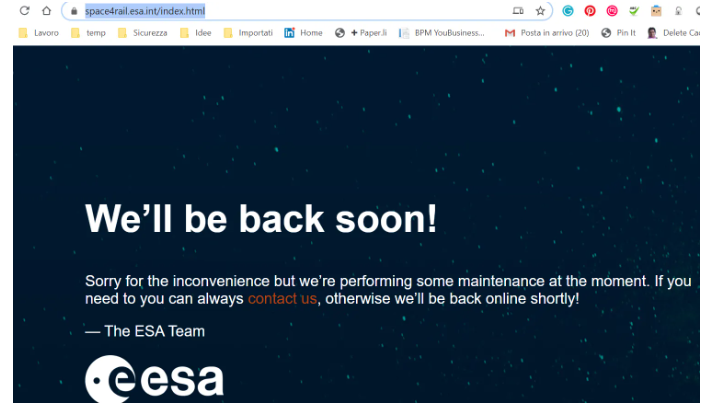 space4rail.esa.int/index.html
Lavoro temp Sicurezza Idee Importati Home + Paper.li BPM YouBusiness... Posta in arrivo (20) Pin It Delete Cac
We'll be back soon!
Sorry for the inconvenience but we're performing some maintenance at the moment. If you
need to you can always contact us, otherwise we'll be back online shortly!
— The ESA Team
esa